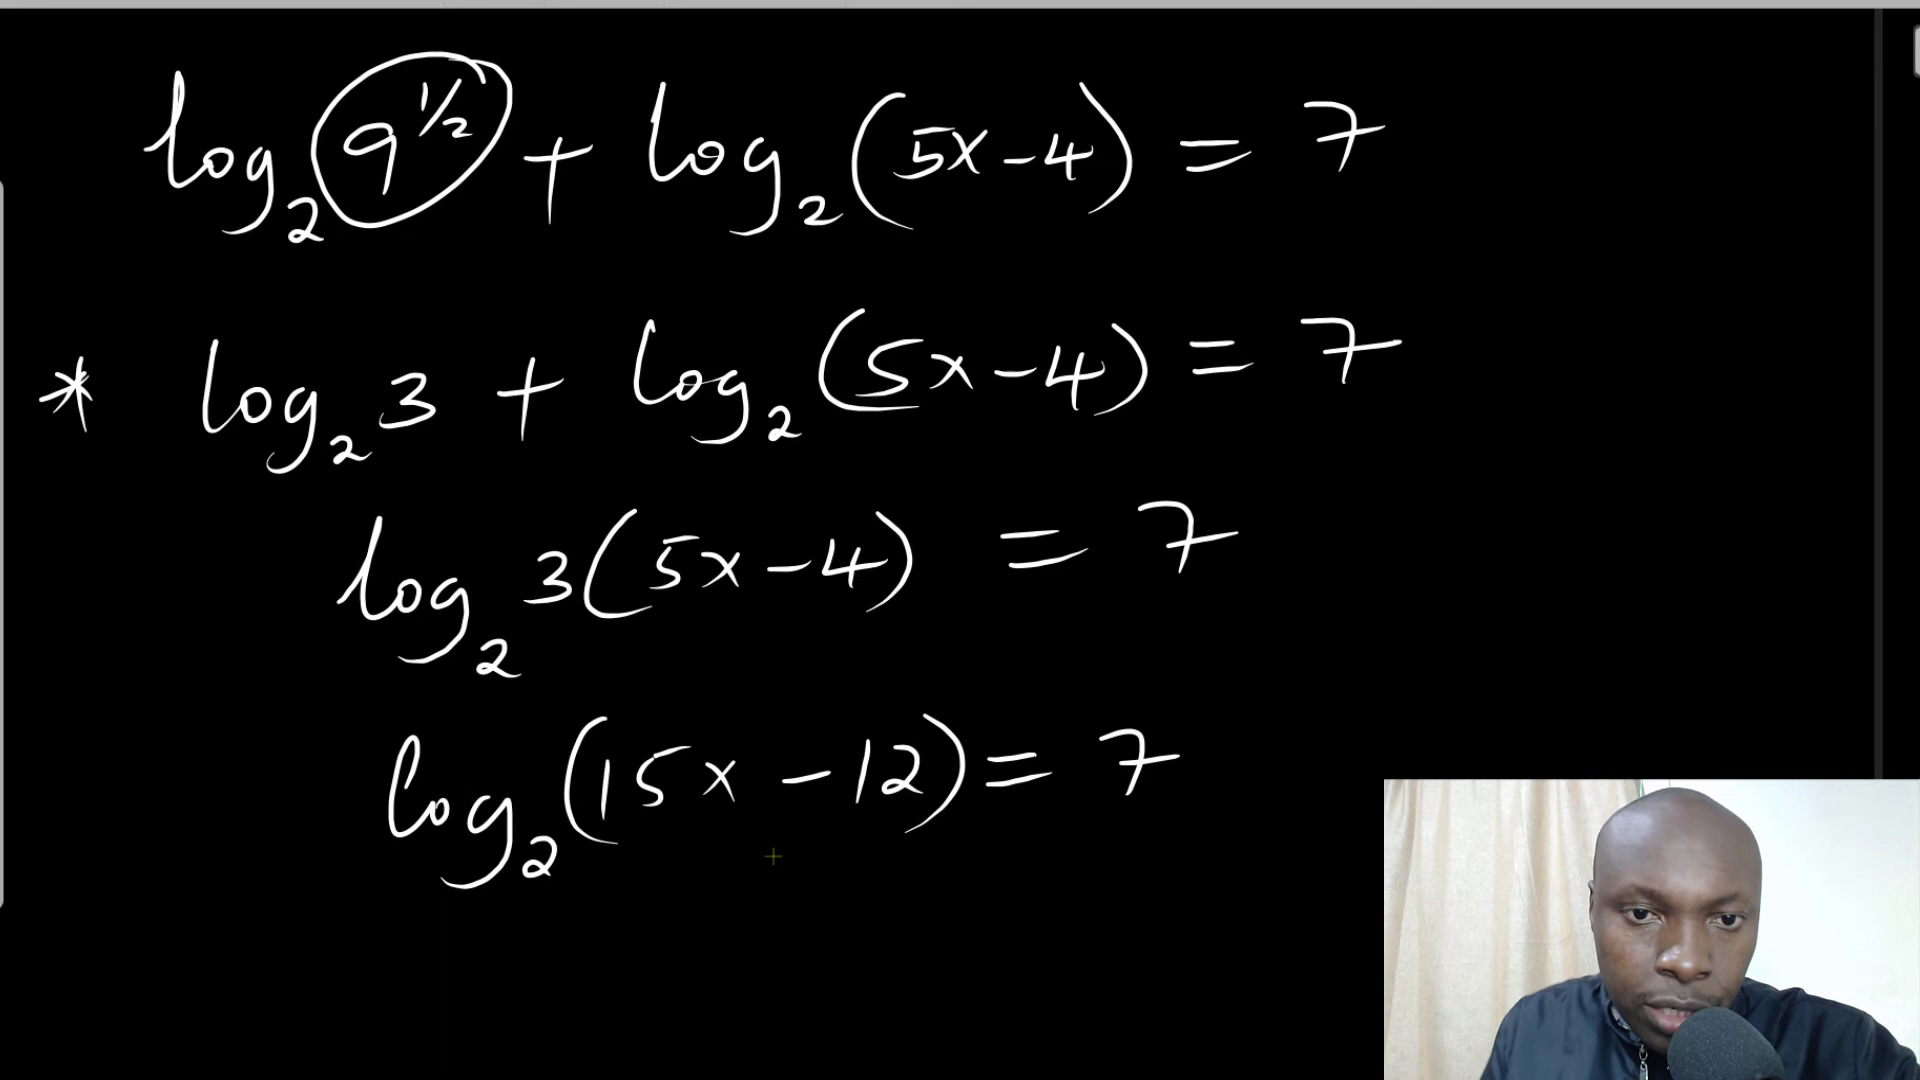 log₂ 9^½ + log₂ (5x-4) = 7
* log₂ 3 + log₂ (5x-4) = 7
log₂ 3(5x-4) = 7
log₂ (15x-12) = 7